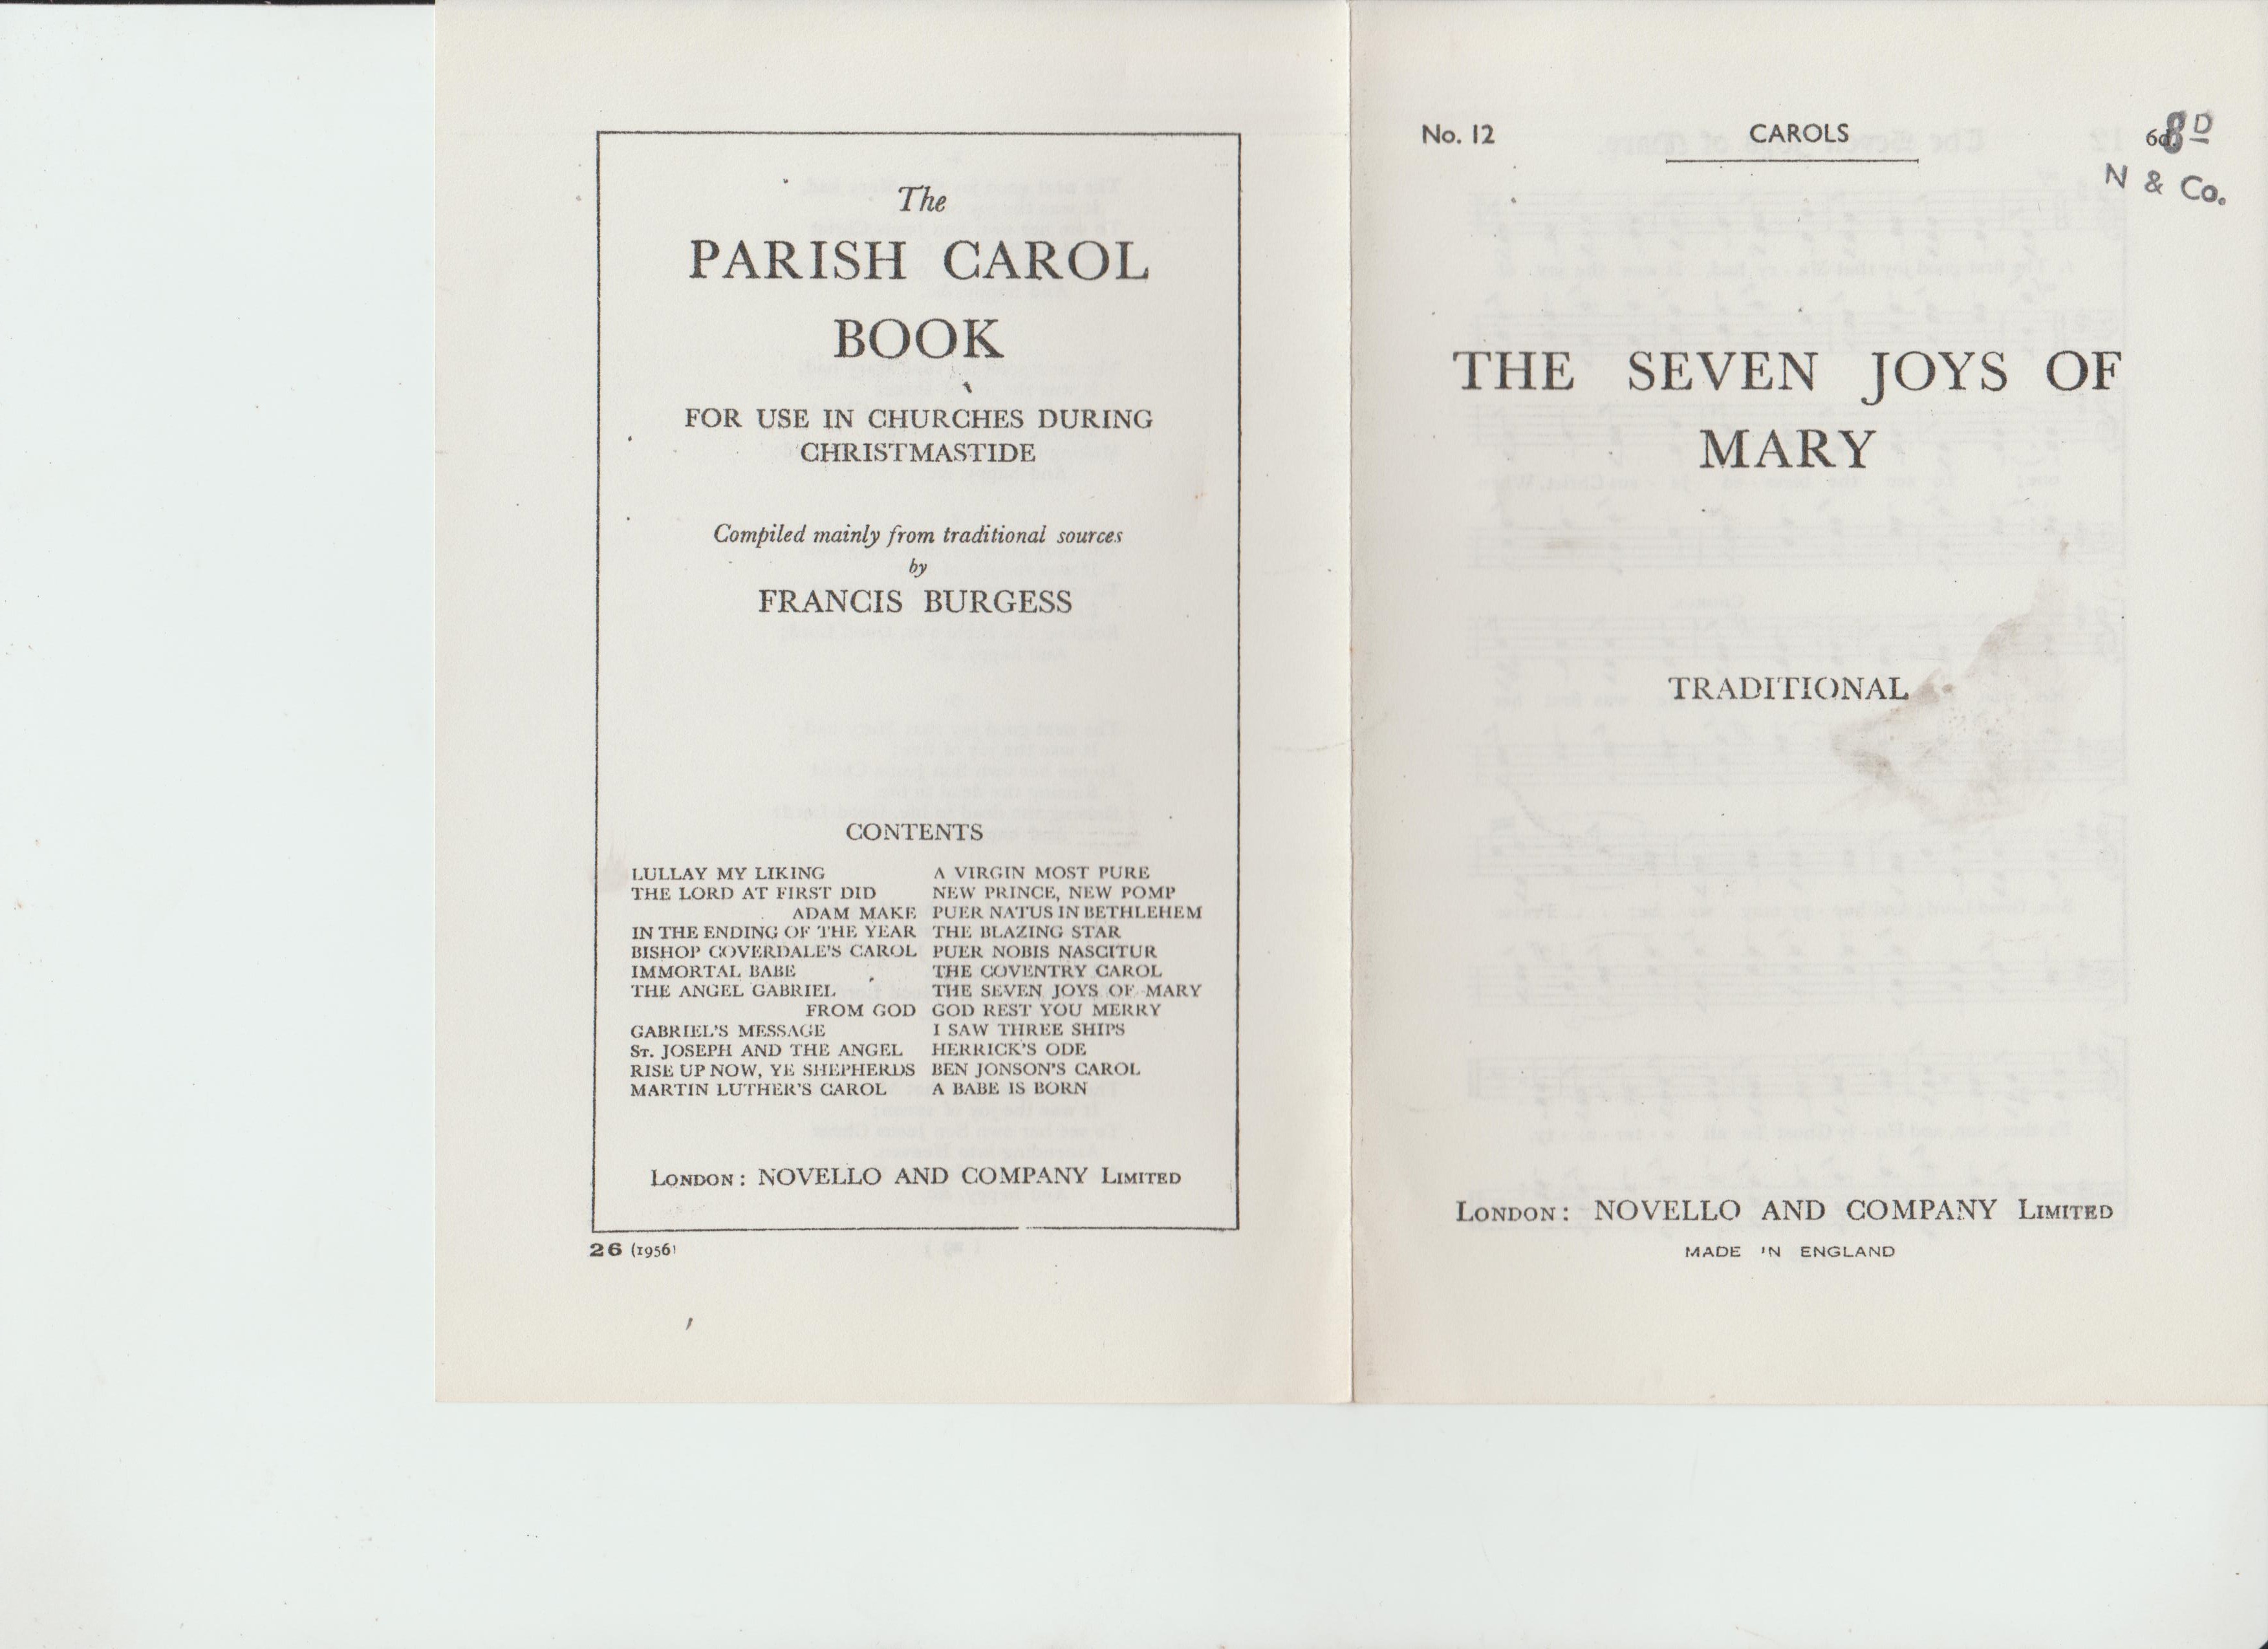 The
PARISH CAROL
BOOK
FOR USE IN CHURCHES DURING
CHRISTMASTIDE
Compiled mainly from traditional sources
by
FRANCIS BURGESS
CONTENTS
LULLAY MY LIKING
THE LORD AT FIRST DID
ADAM MAKE
IN THE ENDING OF THE YEAR
BISHOP COVERDALE'S CAROL
IMMORTAL BABE
THE ANGEL GABRIEL
FROM GOD
GABRIEL'S MESSAGE
ST. JOSEPH AND THE ANGEL
RISE UP NOW, YE SHEPHERDS
MARTIN LUTHER'S CAROL
A VIRGIN MOST PURE
NEW PRINCE, NEW POMP
PUER NATUS IN BETHLEHEM
THE BLAZING STAR
PUER NOBIS NASCITUR
THE COVENTRY CAROL
THE SEVEN JOYS OF MARY
GOD REST YOU MERRY
I SAW THREE SHIPS
HERRICK'S ODE
BEN JONSON'S CAROL
A BABE IS BORN
LONDON: NOVELLO AND COMPANY LIMITED
26 (1956)
No. 12 CAROLS 6d. 8D
N & Co.
THE SEVEN JOYS OF
MARY
TRADITIONAL
LONDON: NOVELLO AND COMPANY LIMITED
MADE IN ENGLAND